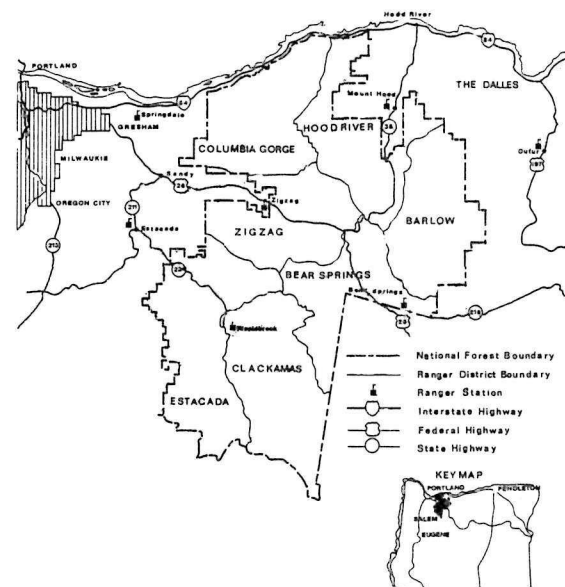 Hood River
PORTLAND
84
84
THE DALLES
Mount Hood
Springdale
GRESHAM
HOOD RIVER
35
Dufur
197
COLUMBIA GORGE
MILWAUKIE
Sandy
26
Zigzag
OREGON CITY
211
Estacada
ZIGZAG
BARLOW
213
224
BEAR SPRINGS
Bear Springs
216
26
Ripplebrook
CLACKAMAS
ESTACADA
National Forest Boundary
Ranger District Boundary
Ranger Station
Interstate Highway
Federal Highway
State Highway
KEY MAP
PORTLAND
PENDLETON
SALEM
EUGENE